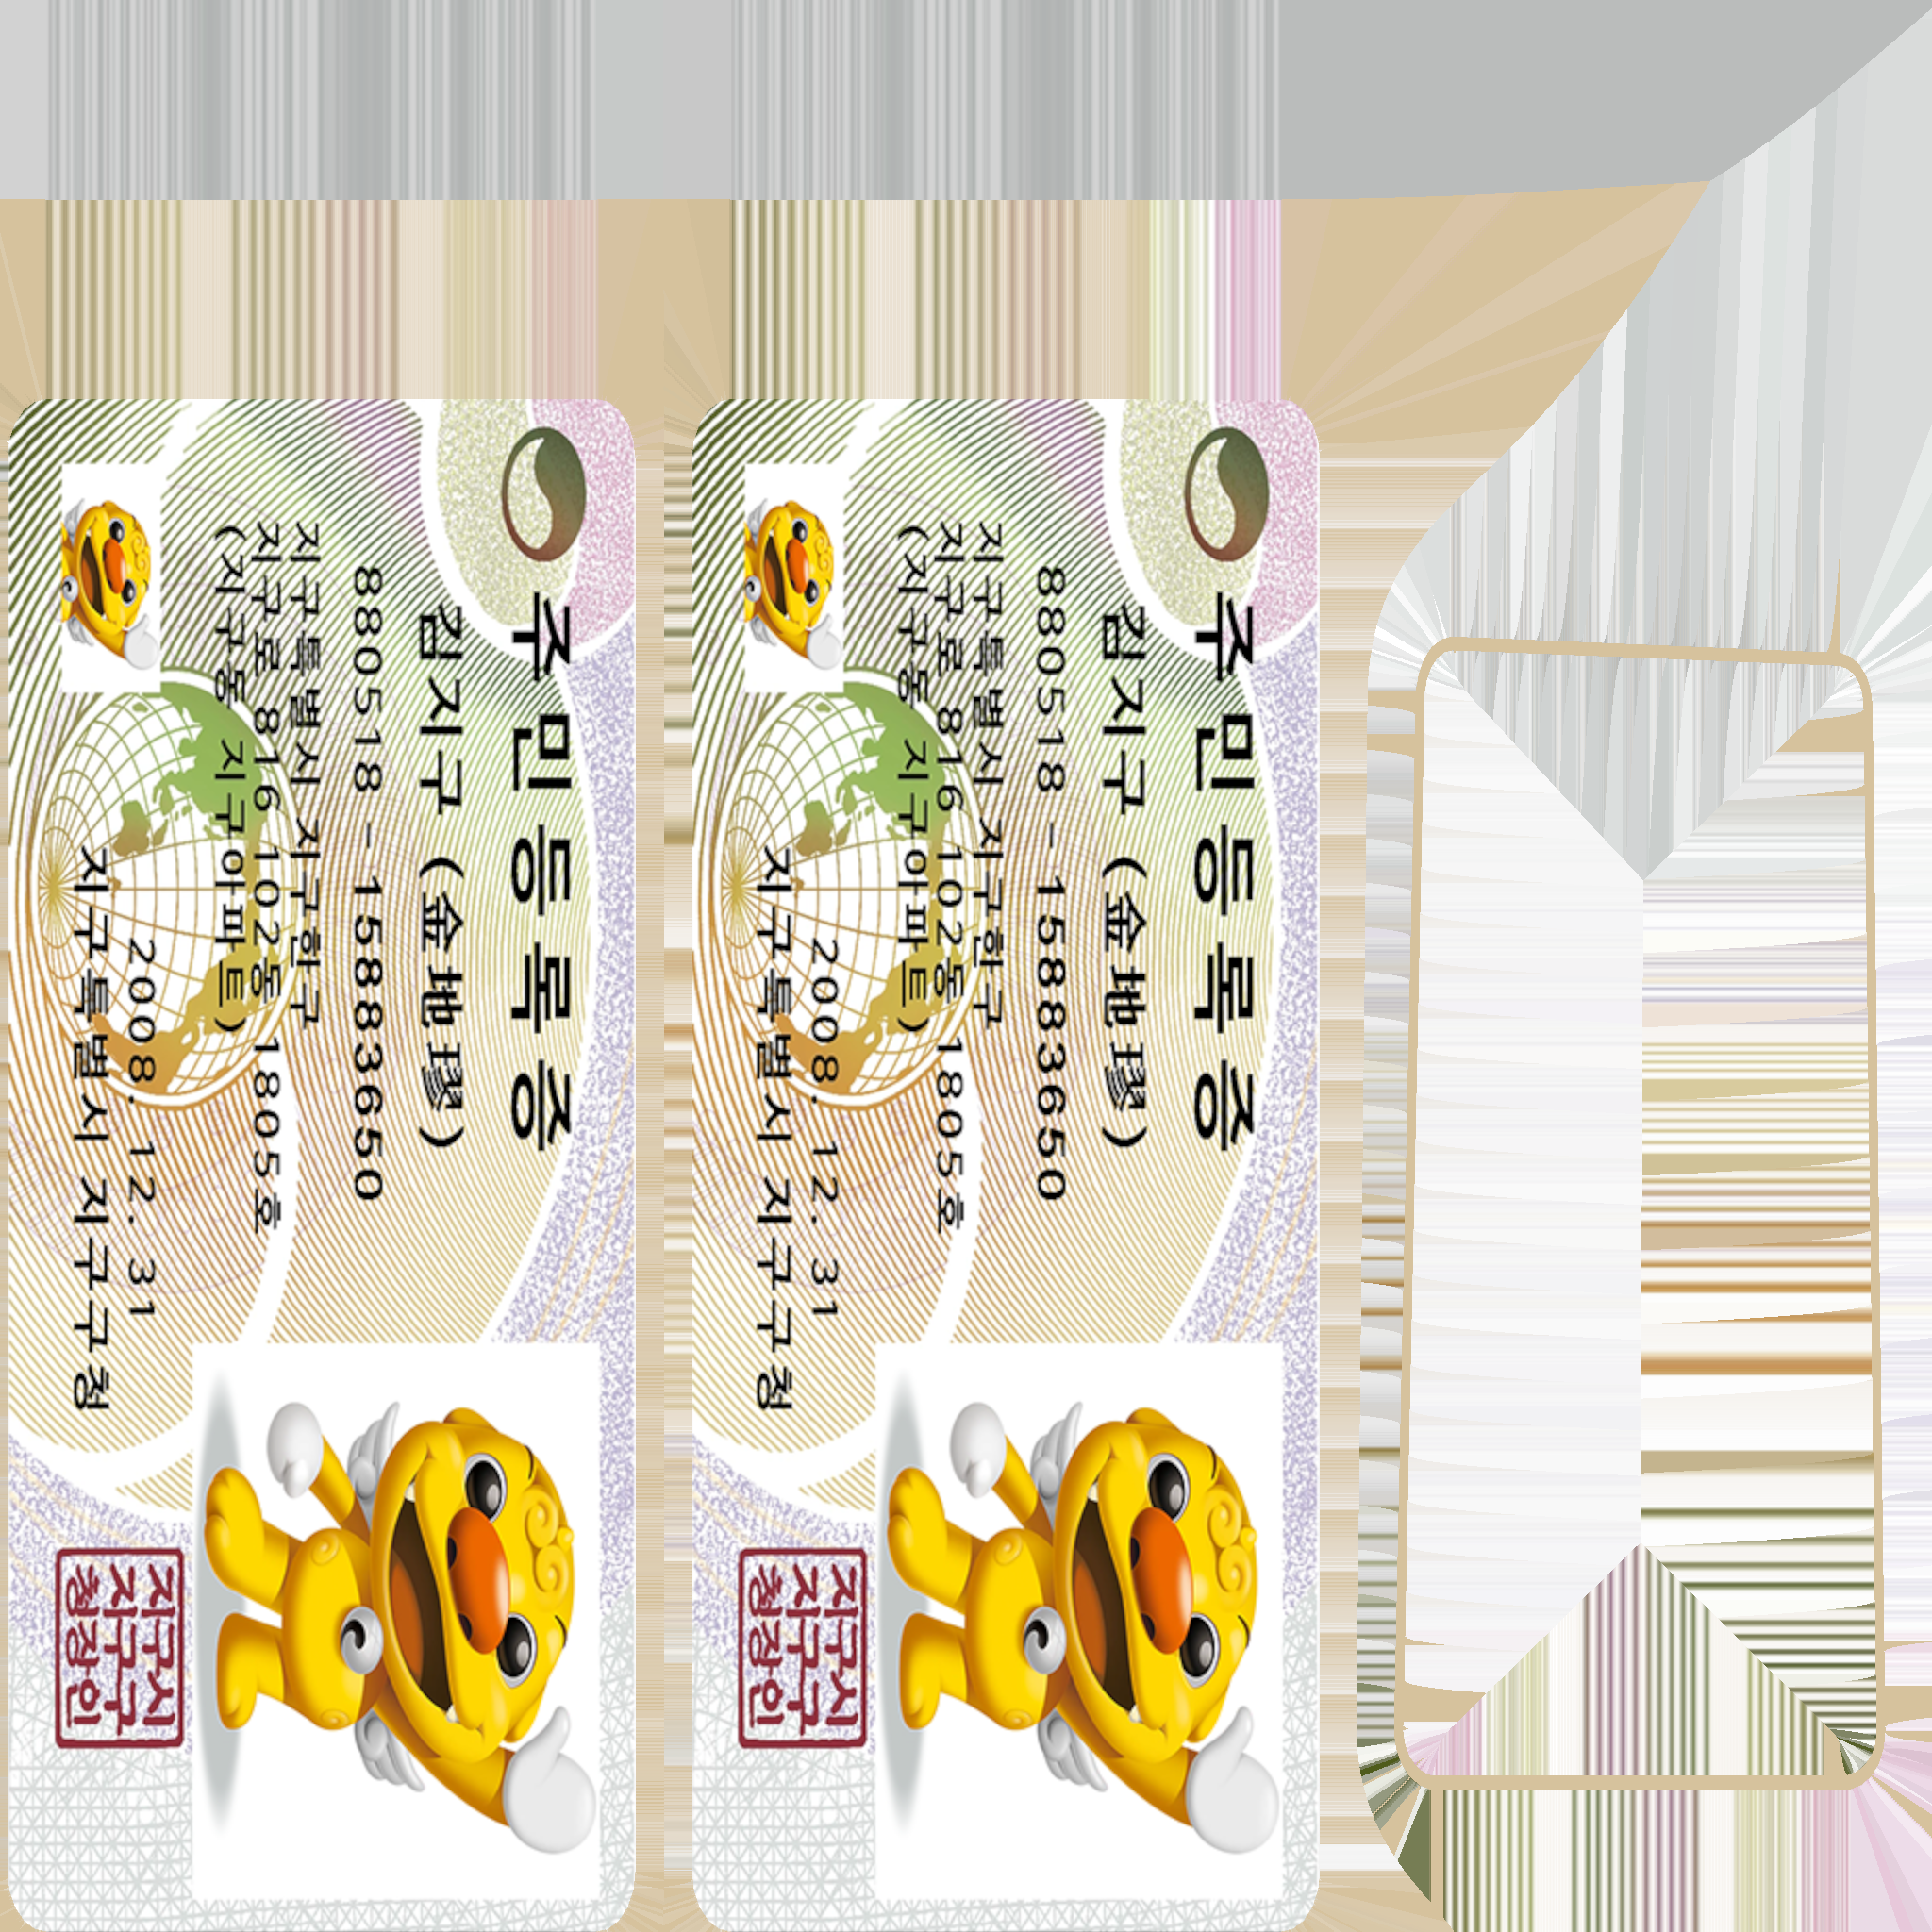 주민등록증
김지구 (金地璆)
880518-15883650
지구특별시 지구한구
지구로 816 102동 1805호
(지구동 지구아파트)
2008. 12. 31
지구특별시 지구구청
지구시
지구구
청장인
주민등록증
김지구 (金地璆)
880518-15883650
지구특별시 지구한구
지구로 816 102동 1805호
(지구동 지구아파트)
2008. 12. 31
지구특별시 지구구청
지구시
지구구
청장인